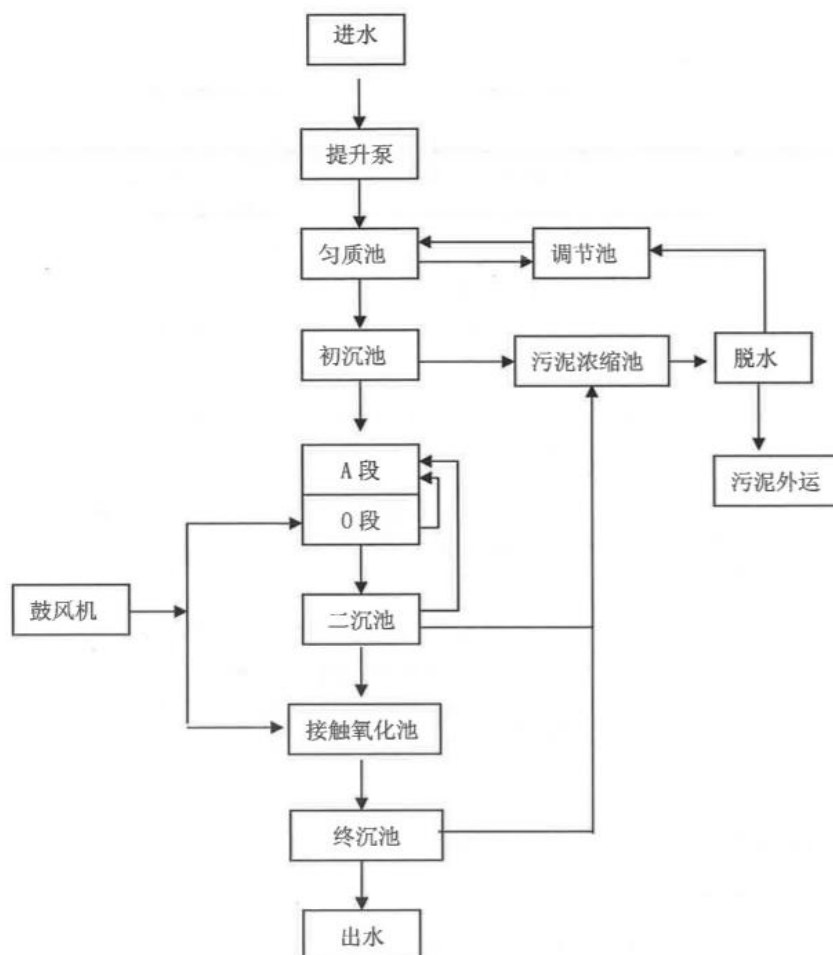 进水
提升泵
匀质池
调节池
初沉池
污泥浓缩池
脱水
A 段
污泥外运
O 段
鼓风机
二沉池
接触氧化池
终沉池
出水